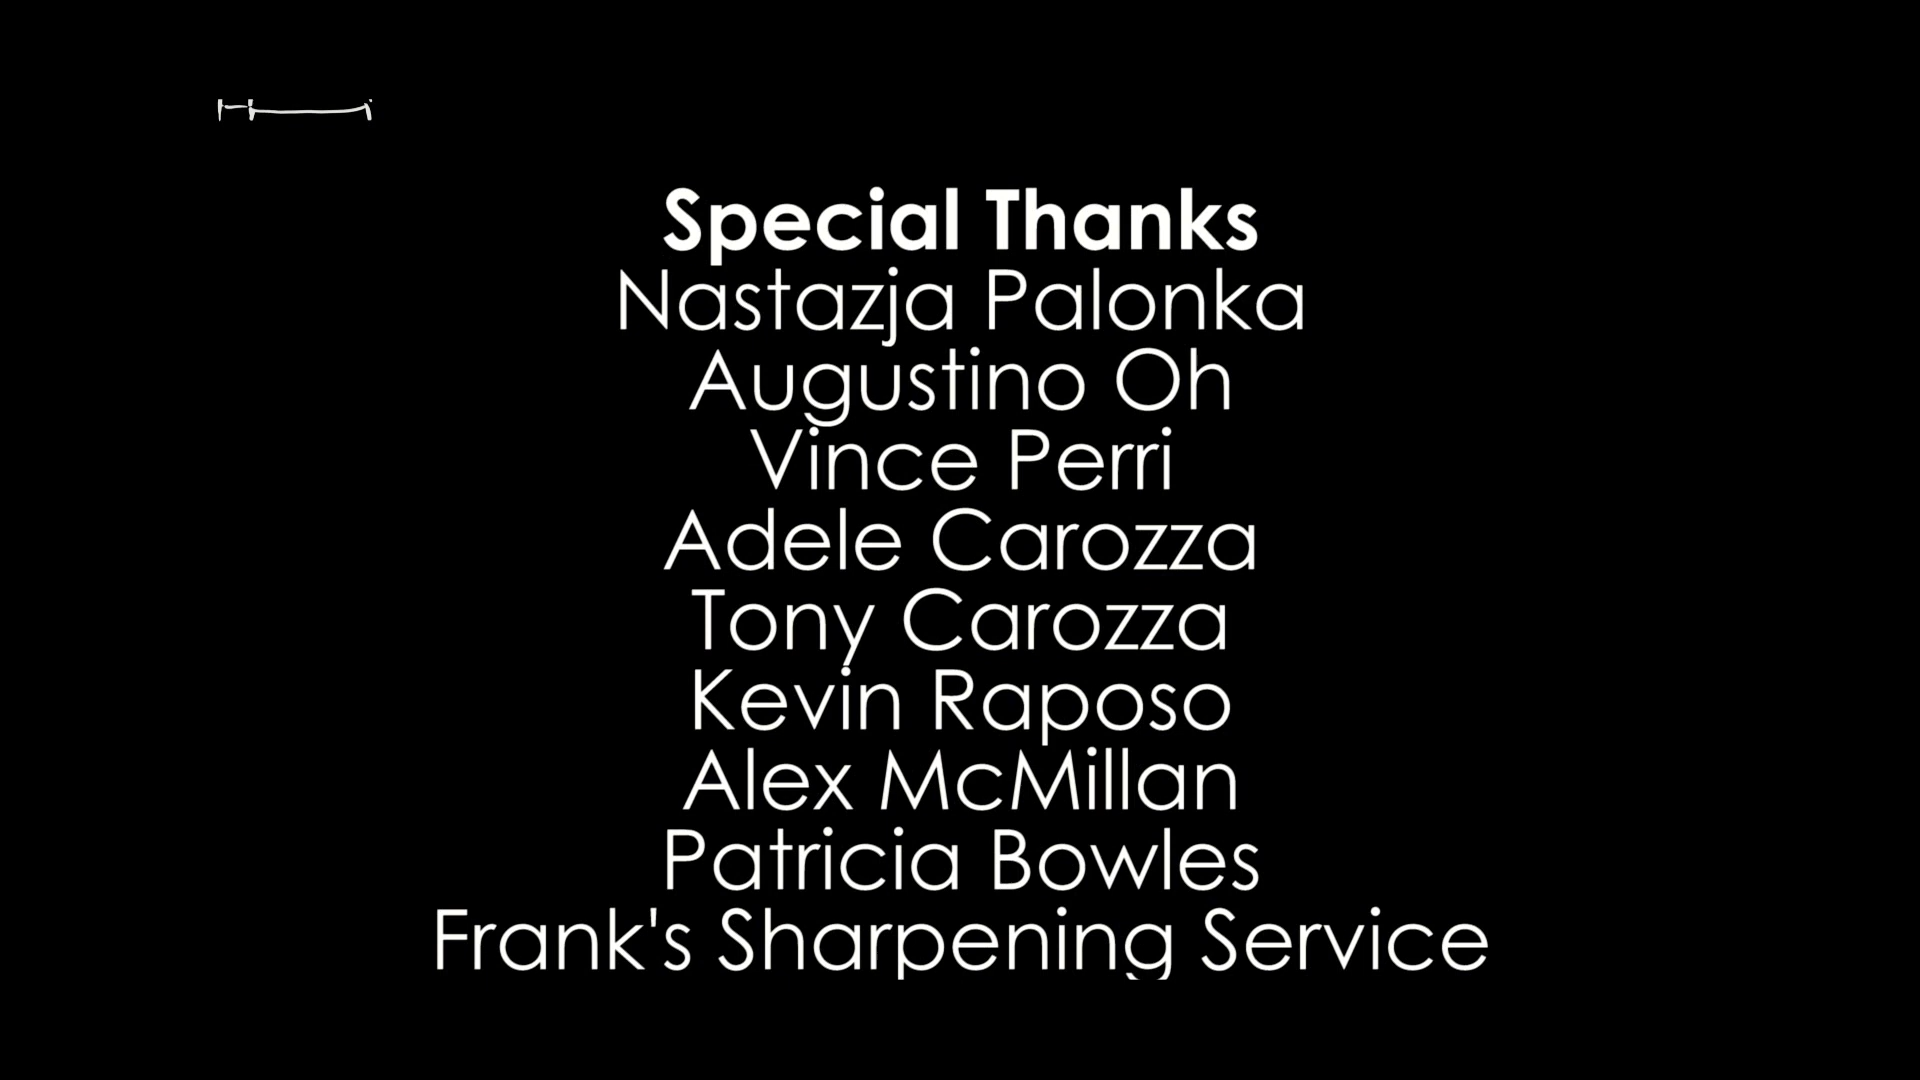 Special Thanks
Nastazja Palonka
Augustino Oh
Vince Perri
Adele Carozza
Tony Carozza
Kevin Raposo
Alex McMillan
Patricia Bowles
Frank's Sharpening Service